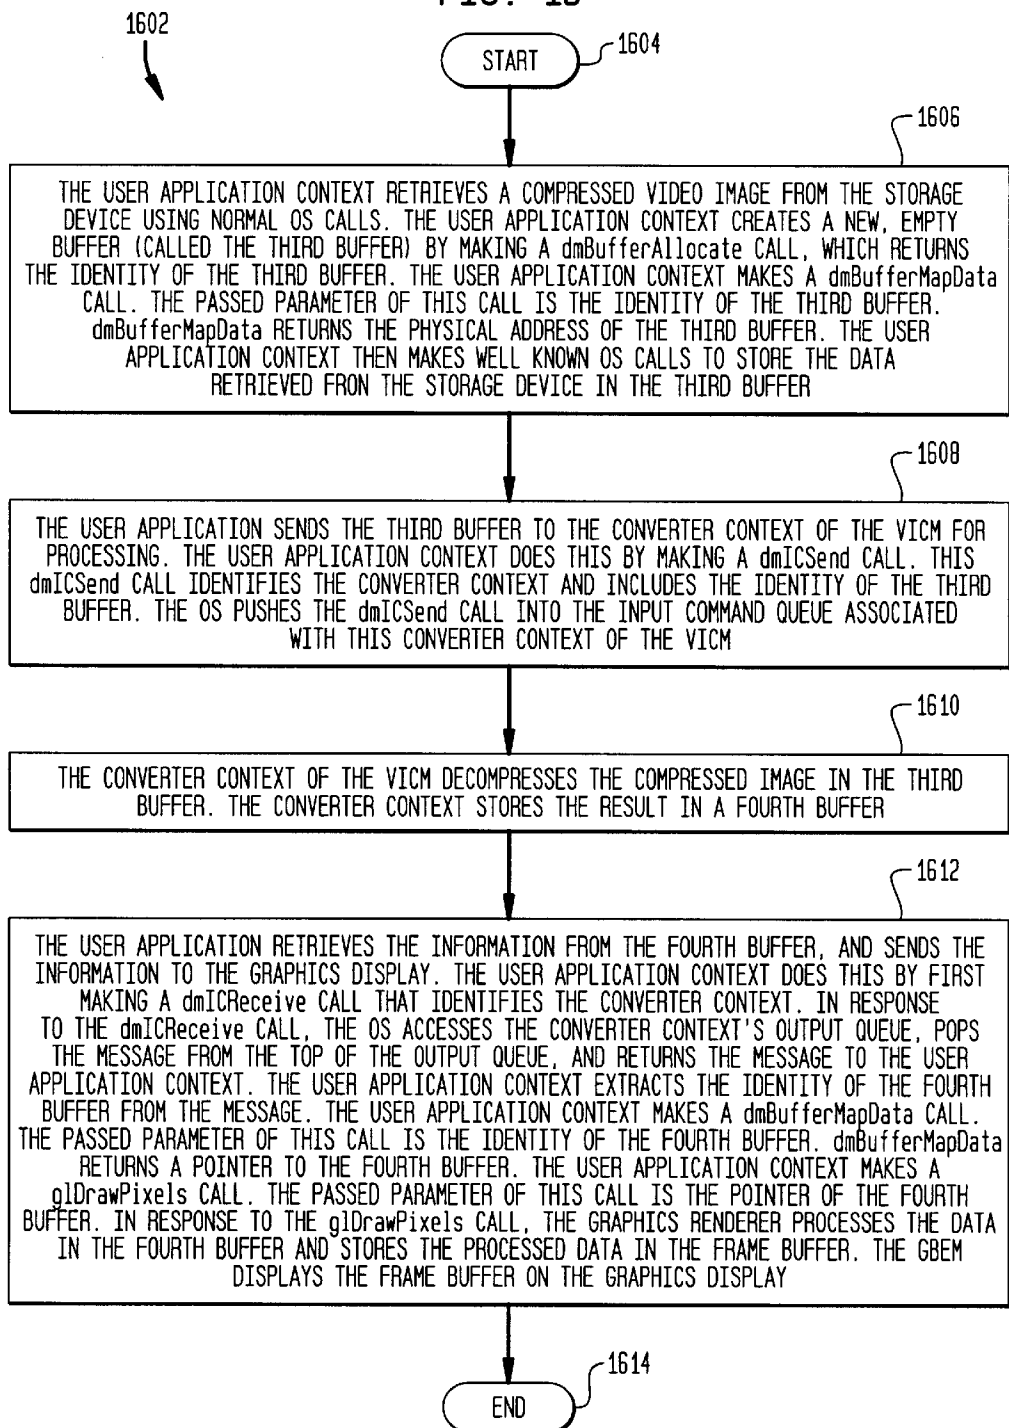 1602
START
1604
1606
THE USER APPLICATION CONTEXT RETRIEVES A COMPRESSED VIDEO IMAGE FROM THE STORAGE
DEVICE USING NORMAL OS CALLS. THE USER APPLICATION CONTEXT CREATES A NEW, EMPTY
BUFFER (CALLED THE THIRD BUFFER) BY MAKING A dmBufferAllocate CALL, WHICH RETURNS
THE IDENTITY OF THE THIRD BUFFER. THE USER APPLICATION CONTEXT MAKES A dmBufferMapData
CALL. THE PASSED PARAMETER OF THIS CALL IS THE IDENTITY OF THE THIRD BUFFER.
dmBufferMapData RETURNS THE PHYSICAL ADDRESS OF THE THIRD BUFFER. THE USER
APPLICATION CONTEXT THEN MAKES WELL KNOWN OS CALLS TO STORE THE DATA
RETRIEVED FRON THE STORAGE DEVICE IN THE THIRD BUFFER
1608
THE USER APPLICATION SENDS THE THIRD BUFFER TO THE CONVERTER CONTEXT OF THE VICM FOR
PROCESSING. THE USER APPLICATION CONTEXT DOES THIS BY MAKING A dmICSend CALL. THIS
dmICSend CALL IDENTIFIES THE CONVERTER CONTEXT AND INCLUDES THE IDENTITY OF THE THIRD
BUFFER. THE OS PUSHES THE dmICSend CALL INTO THE INPUT COMMAND QUEUE ASSOCIATED
WITH THIS CONVERTER CONTEXT OF THE VICM
1610
THE CONVERTER CONTEXT OF THE VICM DECOMPRESSES THE COMPRESSED IMAGE IN THE THIRD
BUFFER. THE CONVERTER CONTEXT STORES THE RESULT IN A FOURTH BUFFER
1612
THE USER APPLICATION RETRIEVES THE INFORMATION FROM THE FOURTH BUFFER, AND SENDS THE
INFORMATION TO THE GRAPHICS DISPLAY. THE USER APPLICATION CONTEXT DOES THIS BY FIRST
MAKING A dmICReceive CALL THAT IDENTIFIES THE CONVERTER CONTEXT. IN RESPONSE
TO THE dmICReceive CALL, THE OS ACCESSES THE CONVERTER CONTEXT'S OUTPUT QUEUE, POPS
THE MESSAGE FROM THE TOP OF THE OUTPUT QUEUE, AND RETURNS THE MESSAGE TO THE USER
APPLICATION CONTEXT. THE USER APPLICATION CONTEXT EXTRACTS THE IDENTITY OF THE FOURTH
BUFFER FROM THE MESSAGE. THE USER APPLICATION CONTEXT MAKES A dmBufferMapData CALL.
THE PASSED PARAMETER OF THIS CALL IS THE IDENTITY OF THE FOURTH BUFFER. dmBufferMapData
RETURNS A POINTER TO THE FOURTH BUFFER. THE USER APPLICATION CONTEXT MAKES A
glDrawPixels CALL. THE PASSED PARAMETER OF THIS CALL IS THE POINTER OF THE FOURTH
BUFFER. IN RESPONSE TO THE glDrawPixels CALL, THE GRAPHICS RENDERER PROCESSES THE DATA
IN THE FOURTH BUFFER AND STORES THE PROCESSED DATA IN THE FRAME BUFFER. THE GBEM
DISPLAYS THE FRAME BUFFER ON THE GRAPHICS DISPLAY
1614
END